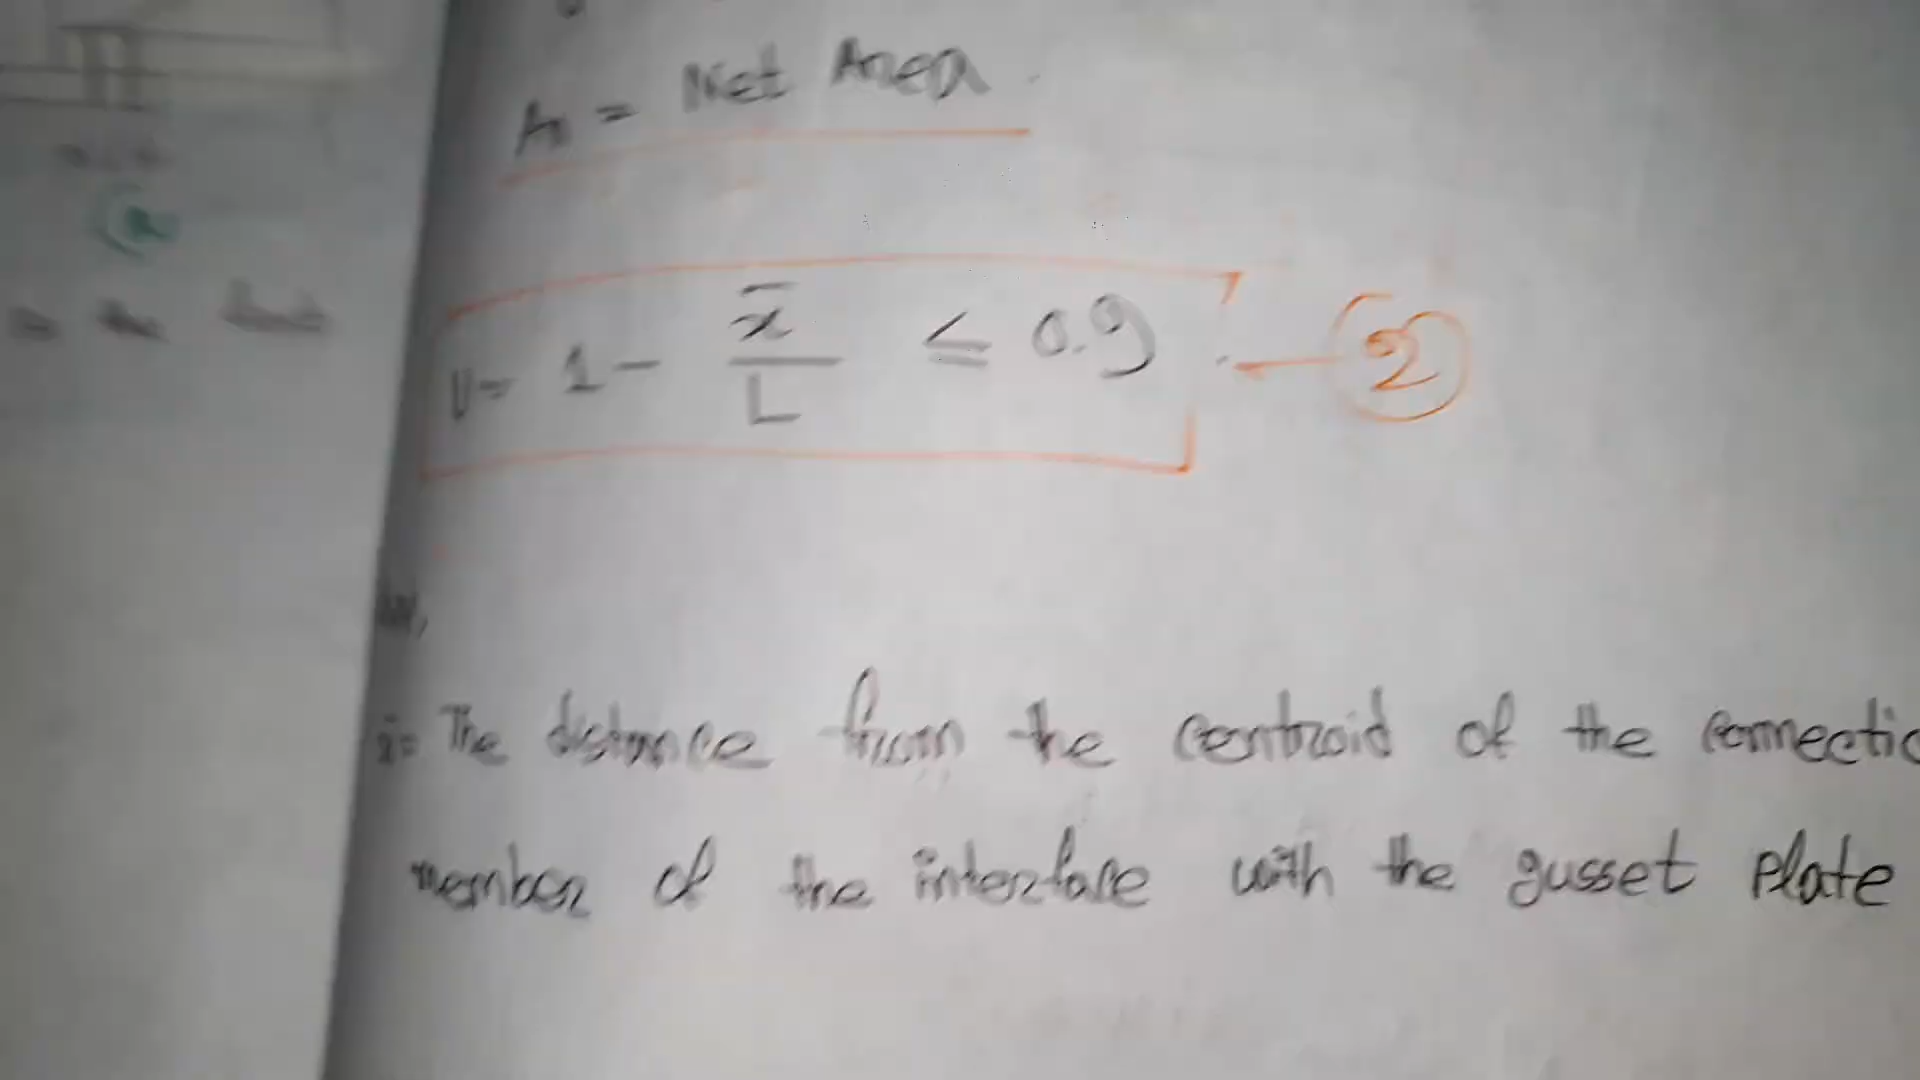 An = Net Area
U = 1 - x̄/L ≤ 0.9 — 2
x̄ = The distance from the centroid of the connectio
member of the interface with the gusset plate